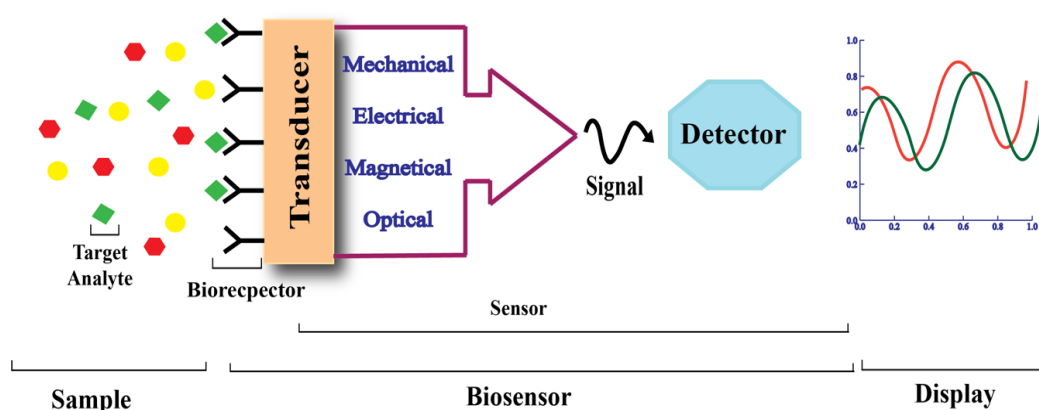 Target
Analyte
Biorecpector
Transducer
Mechanical
Electrical
Magnetical
Optical
Signal
Detector
1.0
0.8
0.6
0.4
0.2
0.0
0.0 0.2 0.4 0.6 0.8 1.0
Sensor
Sample
Biosensor
Display